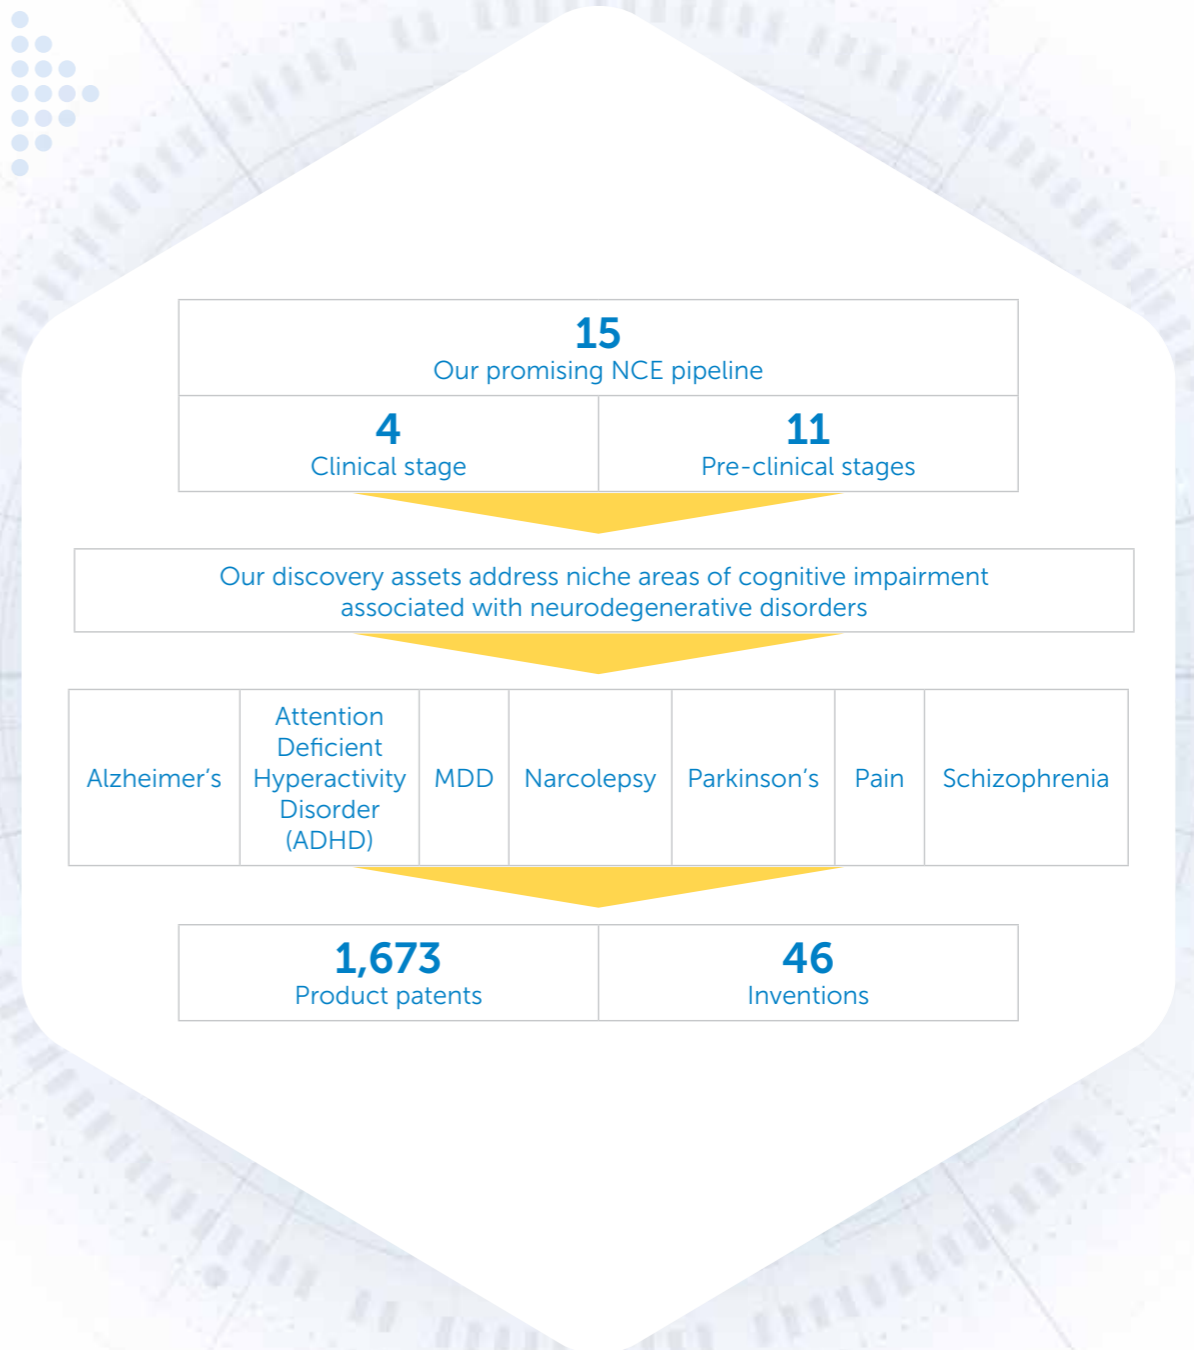 15
Our promising NCE pipeline
4
Clinical stage
11
Pre-clinical stages
Our discovery assets address niche areas of cognitive impairment
associated with neurodegenerative disorders
Alzheimer’s
Attention
Deficient
Hyperactivity
Disorder
(ADHD)
MDD
Narcolepsy
Parkinson’s
Pain
Schizophrenia
1,673
Product patents
46
Inventions